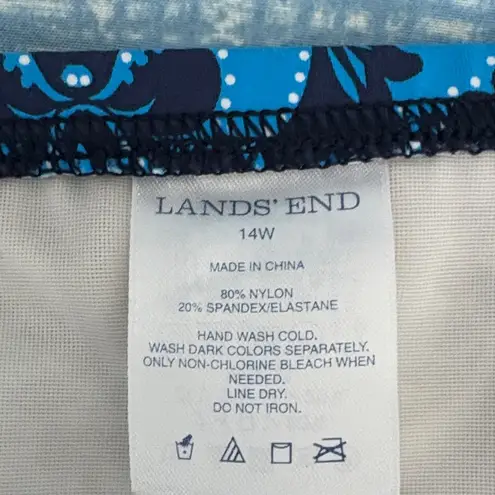 LANDS' END
14W
MADE IN CHINA
80% NYLON
20% SPANDEX/ELASTANE
HAND WASH COLD.
WASH DARK COLORS SEPARATELY.
ONLY NON-CHLORINE BLEACH WHEN
NEEDED.
LINE DRY.
DO NOT IRON.